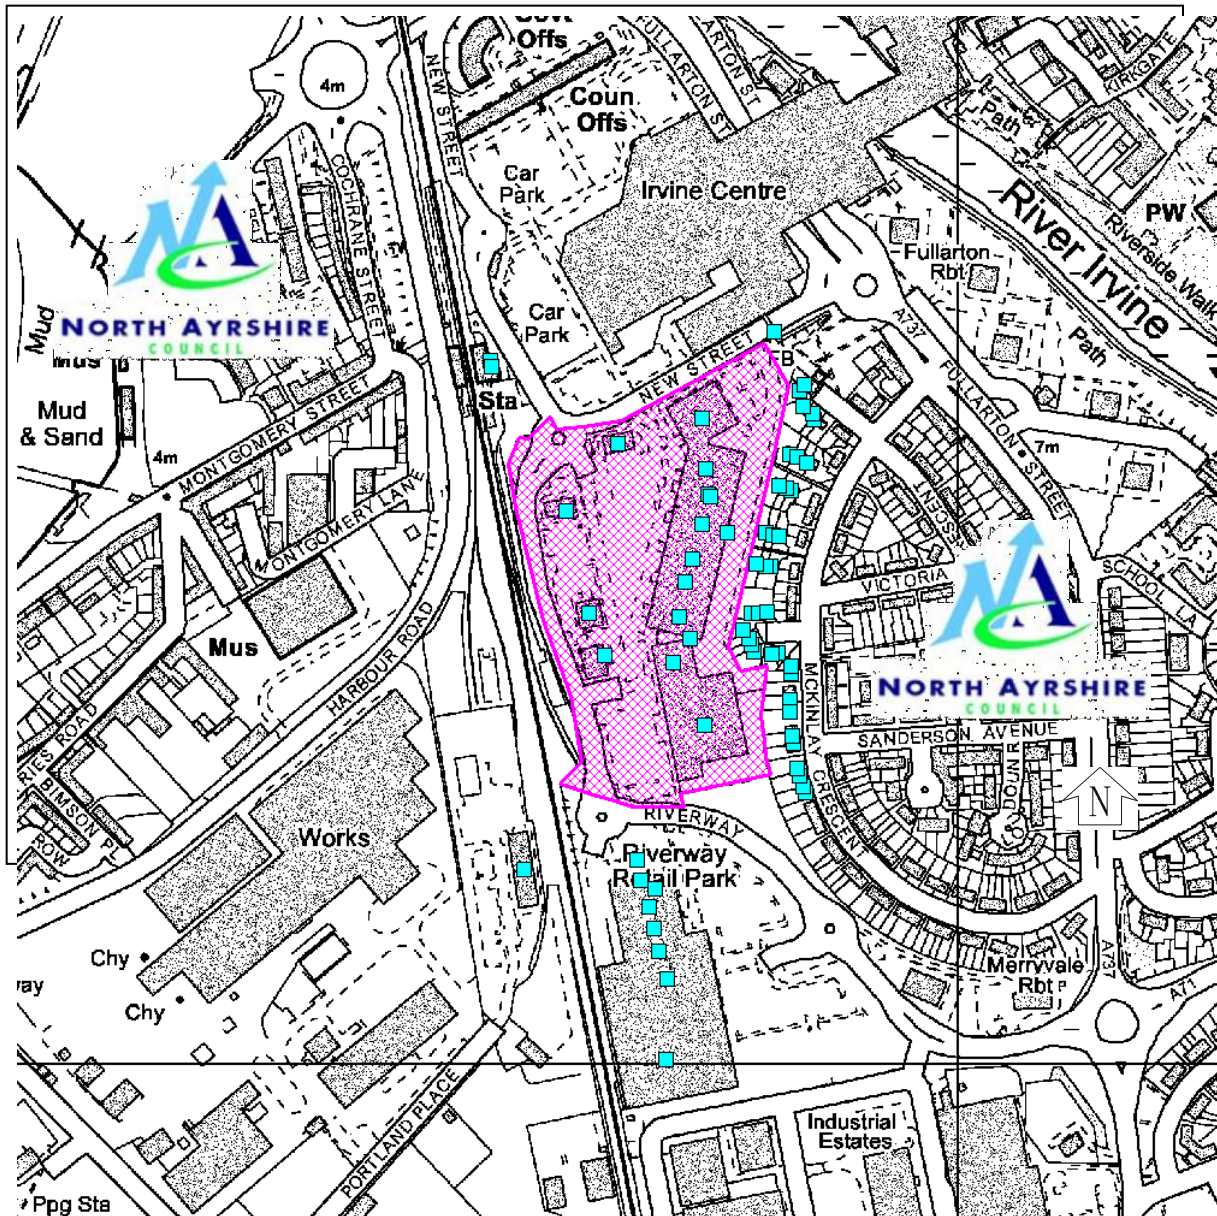 Offs
4m
NEW STREET
FULLARTON ST
KIRKGATE
Coun
Offs
Path
Car
Park
Irvine Centre
River Irvine
PW
Riverside Walk
COCHRANE STREET
Fullarton
Rbt
NORTH AYRSHIRE
COUNCIL
Mud
Mus
Car
Park
A737
Path
NEW STREET
FB
Sta
MONTGOMERY STREET
Mud
& Sand
4m
FULLARTON STREET
7m
MONTGOMERY LANE
VICTORIA
SCHOOL LA
Mus
HARBOUR ROAD
NORTH AYRSHIRE
COUNCIL
MCKINLAY CRESCENT
SANDERSON AVENUE
N
BIMSON PL
ROW
RIVERWAY
Works
Riverway
Retail Park
Chy
Chy
Merryvale
Rbt
A737
A71
PORTLAND PLACE
Industrial
Estates
Ppg Sta